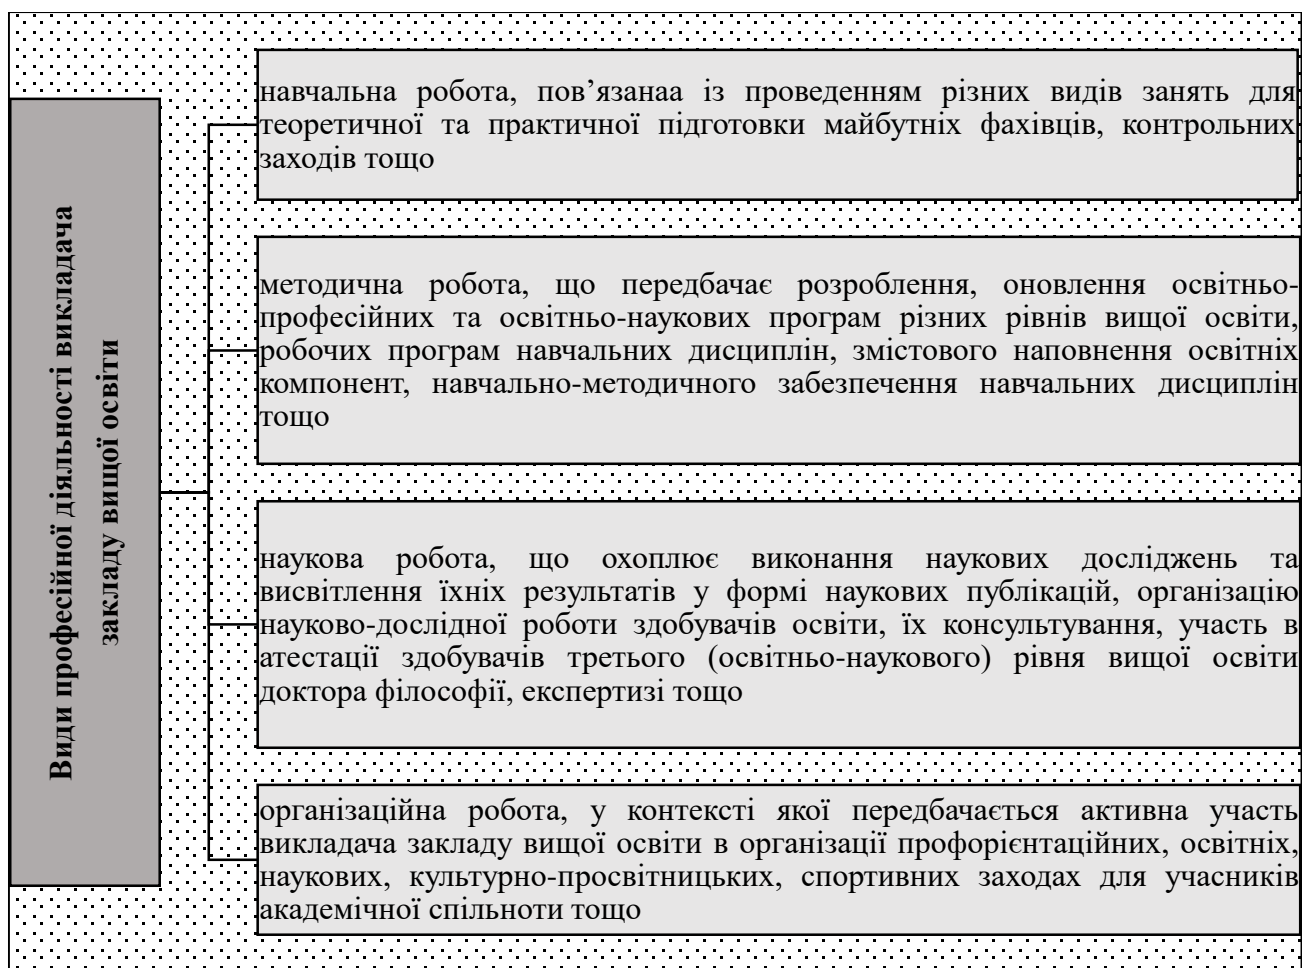 Види професійної діяльності викладача
закладу вищої освіти
навчальна робота, пов’язанаа із проведенням різних видів занять для
теоретичної та практичної підготовки майбутніх фахівців, контрольних
заходів тощо
методична робота, що передбачає розроблення, оновлення освітньо-
професійних та освітньо-наукових програм різних рівнів вищої освіти,
робочих програм навчальних дисциплін, змістового наповнення освітніх
компонент, навчально-методичного забезпечення навчальних дисциплін
тощо
наукова робота, що охоплює виконання наукових досліджень та
висвітлення їхніх результатів у формі наукових публікацій, організацію
науково-дослідної роботи здобувачів освіти, їх консультування, участь в
атестації здобувачів третього (освітньо-наукового) рівня вищої освіти
доктора філософії, експертизі тощо
організаційна робота, у контексті якої передбачається активна участь
викладача закладу вищої освіти в організації профорієнтаційних, освітніх,
наукових, культурно-просвітницьких, спортивних заходах для учасників
академічної спільноти тощо